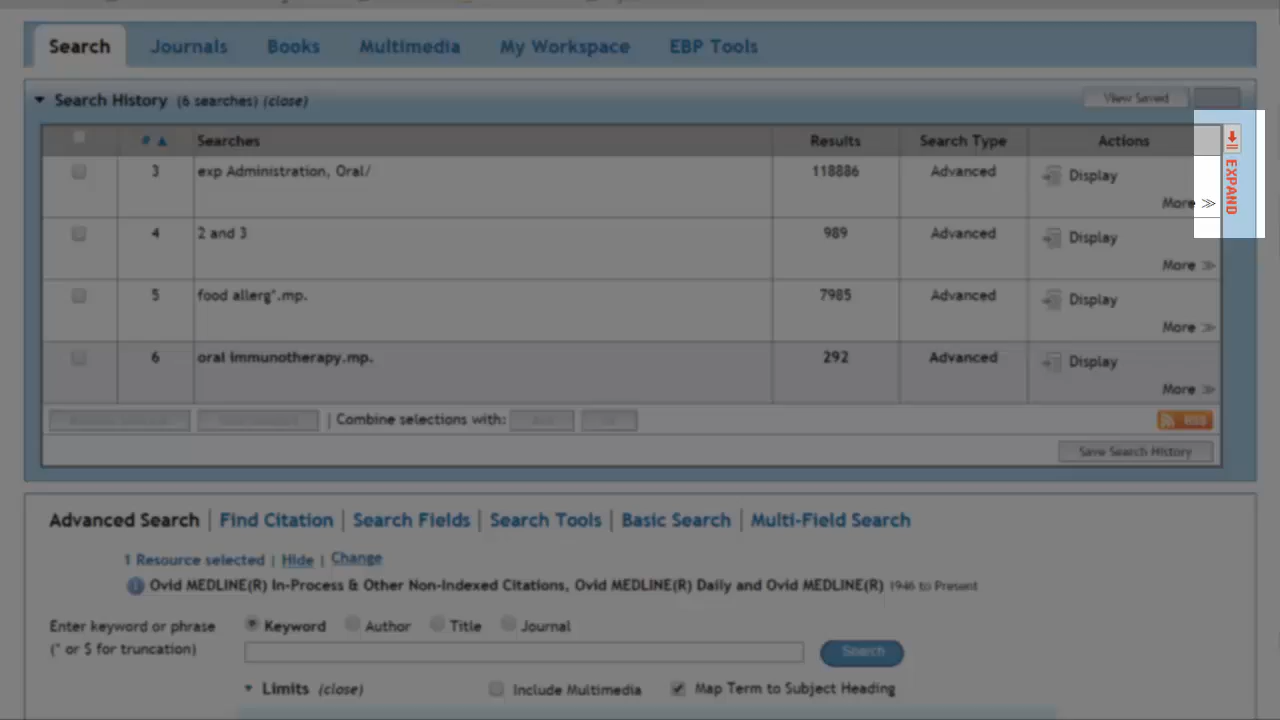 Search Journals Books Multimedia My Workspace EBP Tools
Search History (6 searches) (close) View Saved
# Searches Results Search Type Actions
EXPAND
3 exp Administration, Oral/ 118886 Advanced Display
More ≫
4 2 and 3 989 Advanced Display
More ≫
5 food allerg*.mp. 7985 Advanced Display
More ≫
6 oral immunotherapy.mp. 292 Advanced Display
More ≫
Combine selections with: RSS
Save Search History
Advanced Search | Find Citation | Search Fields | Search Tools | Basic Search | Multi-Field Search
1 Resource selected | Hide | Change
Ovid MEDLINE(R) In-Process & Other Non-Indexed Citations, Ovid MEDLINE(R) Daily and Ovid MEDLINE(R) 1946 to Present
Enter keyword or phrase
(* or $ for truncation)
Keyword Author Title Journal
Search
Limits (close) Include Multimedia Map Term to Subject Heading